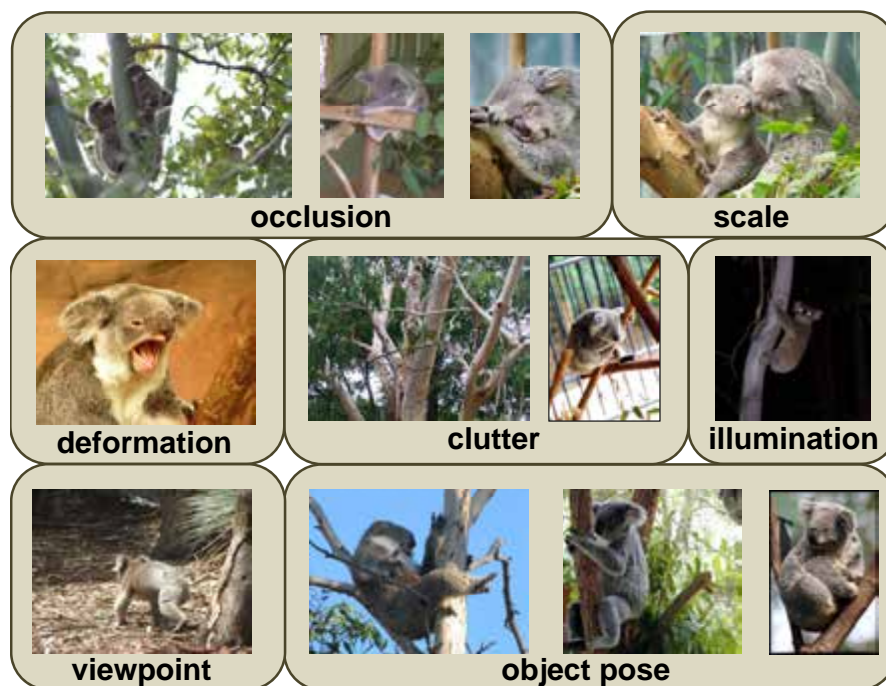 occlusion
scale
deformation
clutter
illumination
viewpoint
object pose